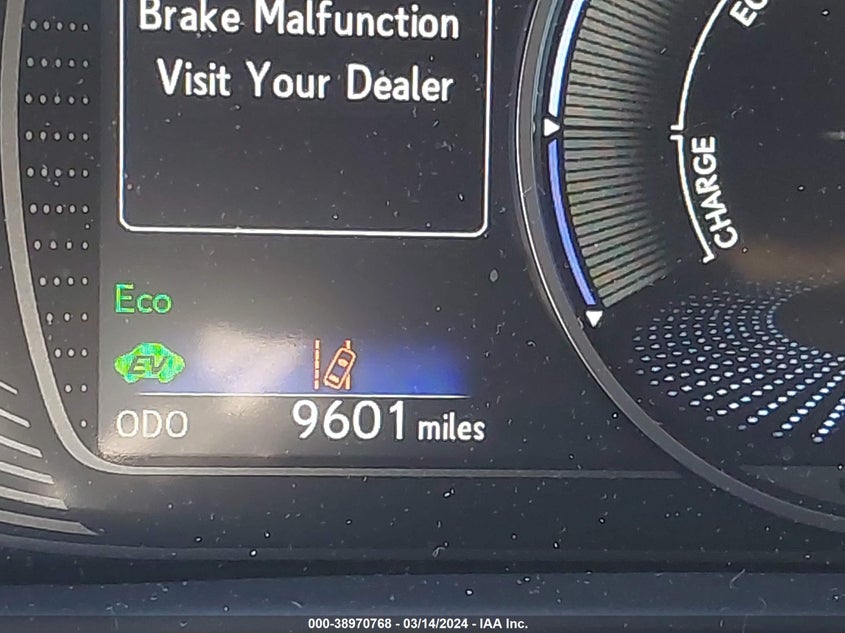 Brake Malfunction
Visit Your Dealer
CHARGE
Eco
EV
ODO 9601 miles
000-38970768 - 03/14/2024 - IAA Inc.